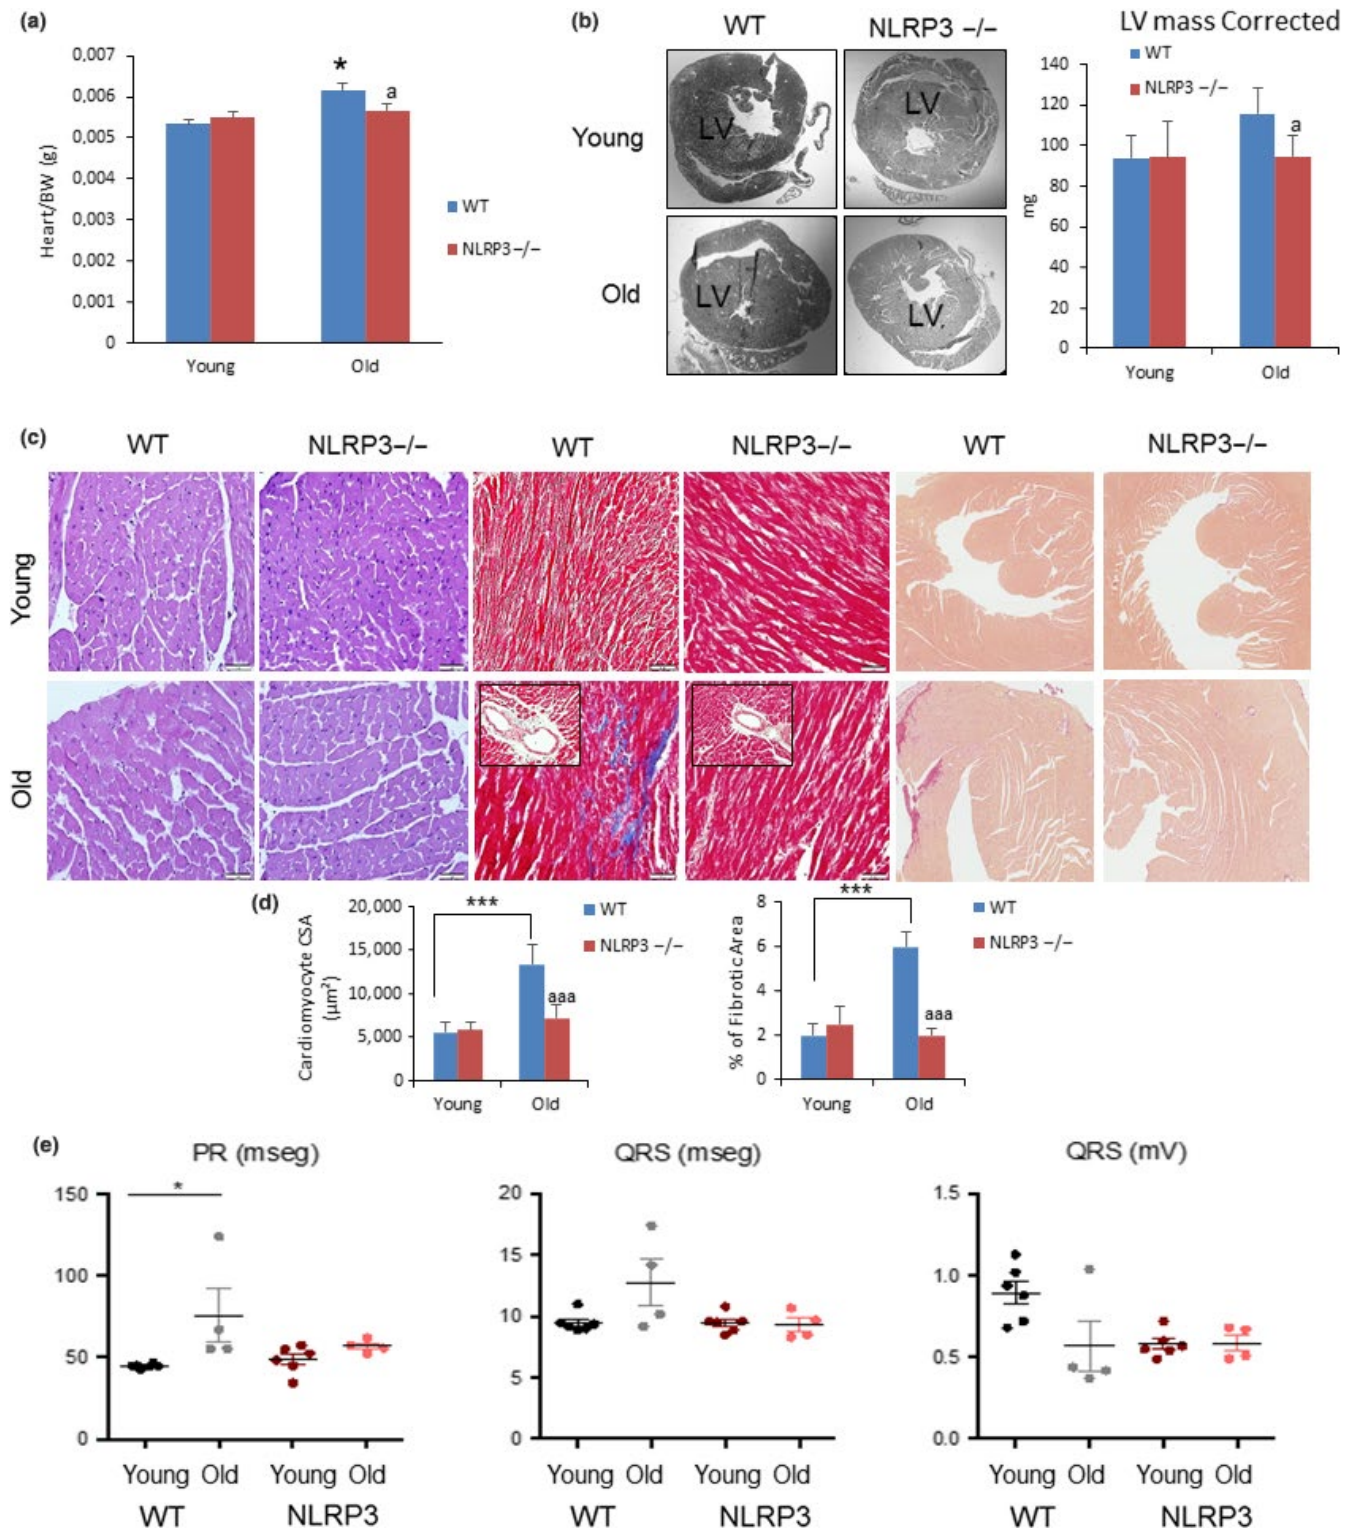 (a)
0,007
0,006
0,005
0,004
0,003
0,002
0,001
0
Heart/BW (g)
*
a
Young
Old
WT
NLRP3 −/−
(b)
WT
NLRP3 −/−
Young
Old
LV
LV
LV
LV
LV mass Corrected
WT
NLRP3 −/−
140
120
100
80
60
40
20
0
mg
a
Young
Old
(c)
WT
NLRP3−/−
WT
NLRP3−/−
WT
NLRP3−/−
Young
Old
(d)
Cardiomyocyte CSA
(µm²)
20,000
15,000
10,000
5,000
0
***
aaa
Young
Old
WT
NLRP3 −/−
% of Fibrotic Area
8
6
4
2
0
***
aaa
Young
Old
WT
NLRP3 −/−
(e)
PR (mseg)
150
100
50
0
*
Young
Old
Young
Old
WT
NLRP3
QRS (mseg)
20
15
10
5
0
Young
Old
Young
Old
WT
NLRP3
QRS (mV)
1.5
1.0
0.5
0.0
Young
Old
Young
Old
WT
NLRP3